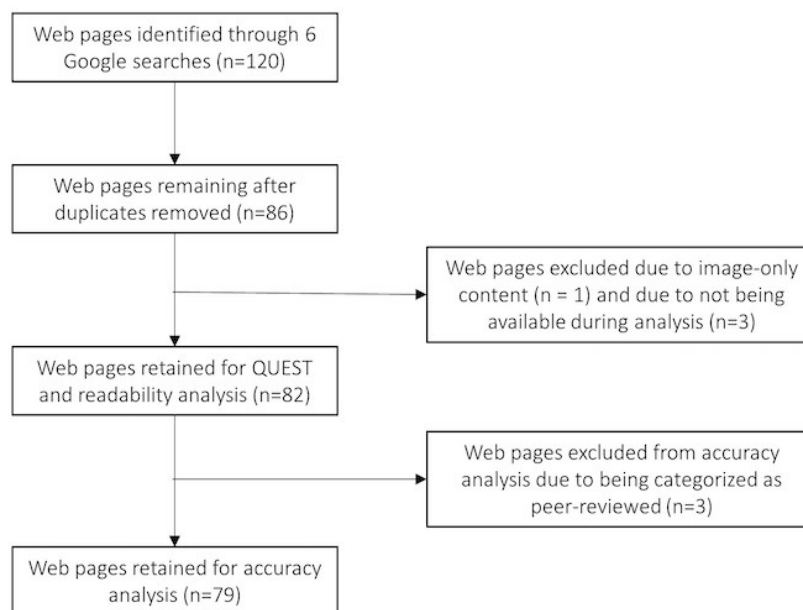 Web pages identified through 6
Google searches (n=120)
Web pages remaining after
duplicates removed (n=86)
Web pages excluded due to image-only
content (n = 1) and due to not being
available during analysis (n=3)
Web pages retained for QUEST
and readability analysis (n=82)
Web pages excluded from accuracy
analysis due to being categorized as
peer-reviewed (n=3)
Web pages retained for accuracy
analysis (n=79)